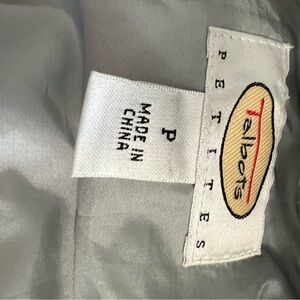 Talbots
PETITES
P
MADE IN
CHINA